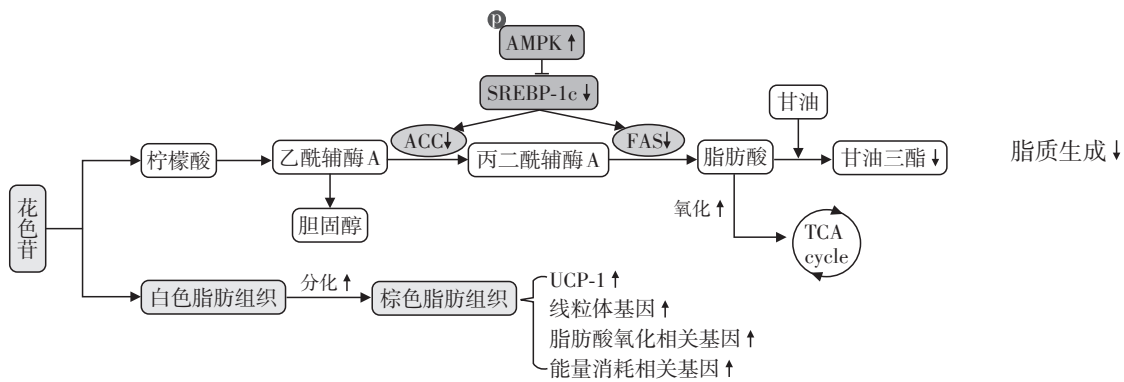 p
AMPK↑
SREBP-1c↓
甘油
ACC↓
FAS↓
柠檬酸
乙酰辅酶 A
丙二酰辅酶 A
脂肪酸
甘油三酯↓
脂质生成↓
花色苷
胆固醇
氧化↑
TCA
cycle
白色脂肪组织
分化↑
棕色脂肪组织
UCP-1↑
线粒体基因↑
脂肪酸氧化相关基因↑
能量消耗相关基因↑